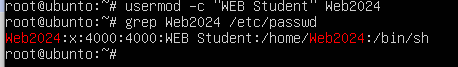 root@ubunto:~# usermod -c "WEB Student" Web2024
root@ubunto:~# grep Web2024 /etc/passwd
Web2024:x:4000:4000:WEB Student:/home/Web2024:/bin/sh
root@ubunto:~#